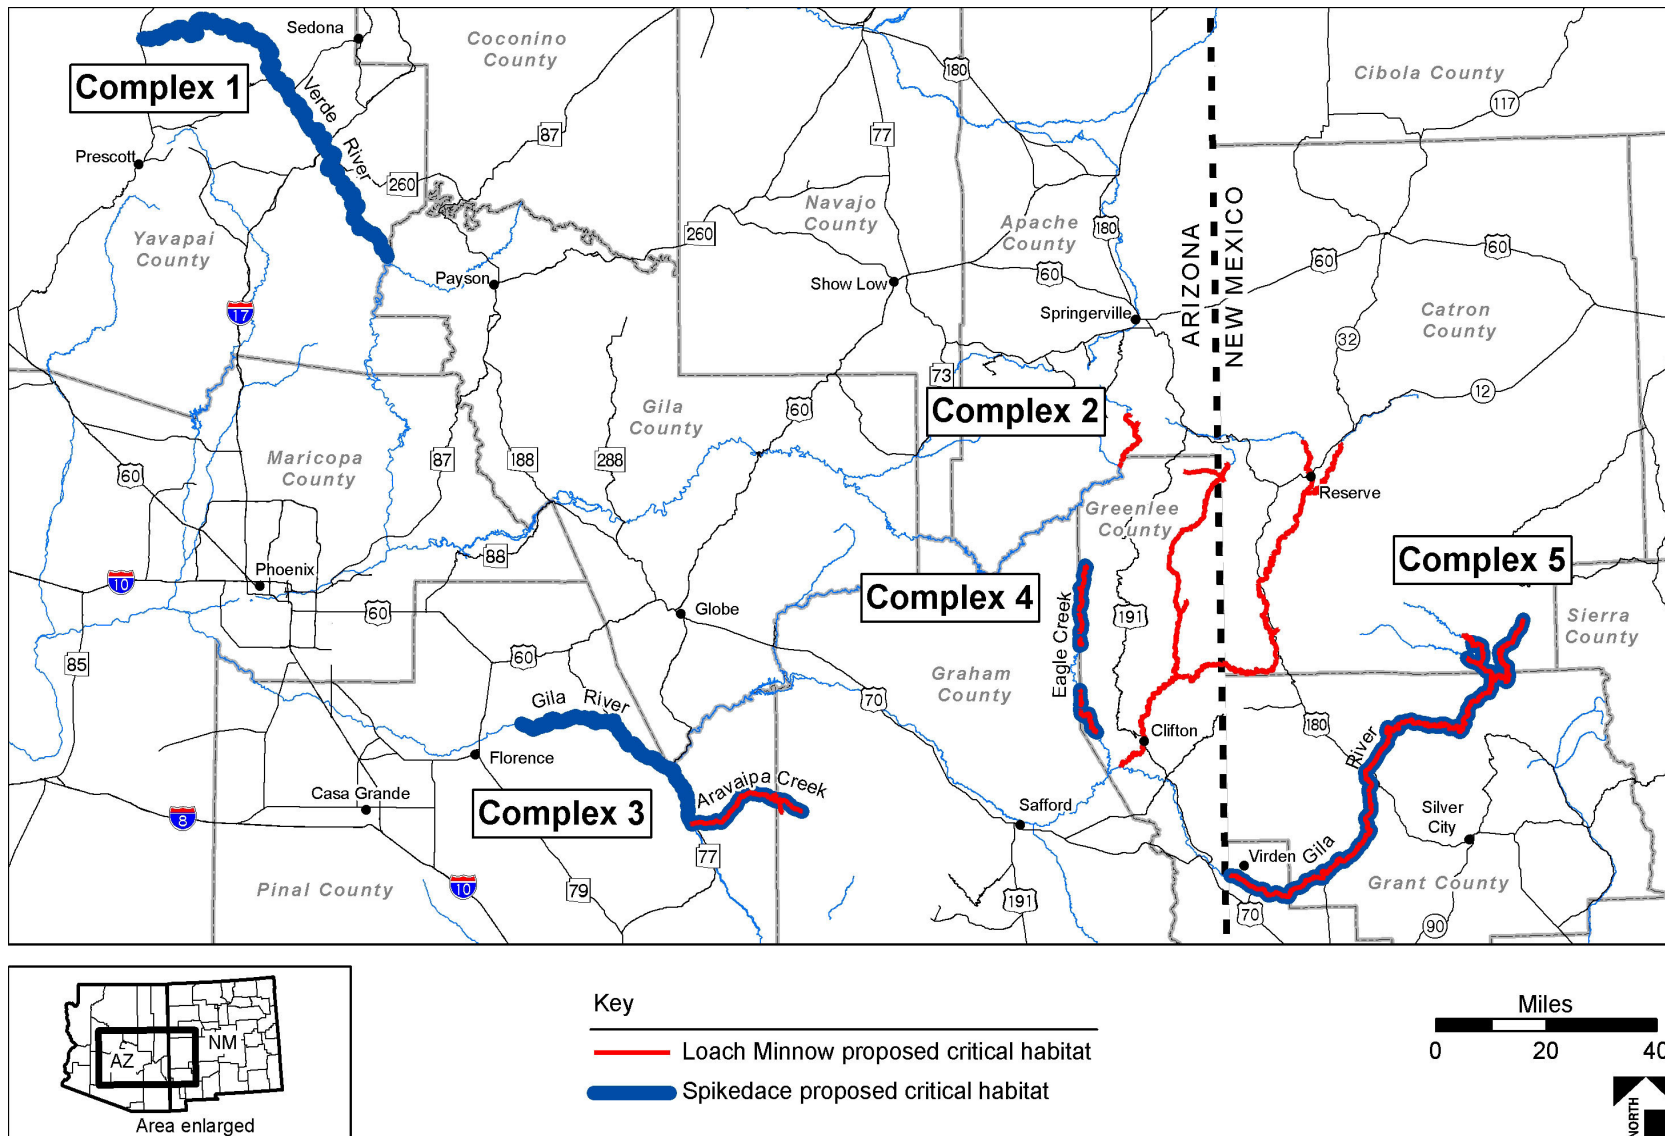 Sedona
Coconino
County
180
Cibola County
117
Complex 1
Verde
River
87
77
Prescott
260
Navajo
County
Apache
County
180
ARIZONA
NEW MEXICO
Yavapai
County
260
60
60
60
Payson
Show Low
17
Springerville
Catron
County
32
73
12
Gila
County
60
Complex 2
Maricopa
County
87
188
288
60
Reserve
Greenlee
County
88
Complex 5
10
Phoenix
60
Globe
Complex 4
Eagle Creek
191
Sierra
County
85
60
Graham
County
70
Gila River
180
River
Clifton
Florence
Aravaipa Creek
Casa Grande
8
Complex 3
Safford
Silver
City
77
Virden
Gila
Pinal County
10
79
191
70
Grant County
90
AZ
NM
Area enlarged
Key
Loach Minnow proposed critical habitat
Spikedace proposed critical habitat
Miles
0 20 40
NORTH